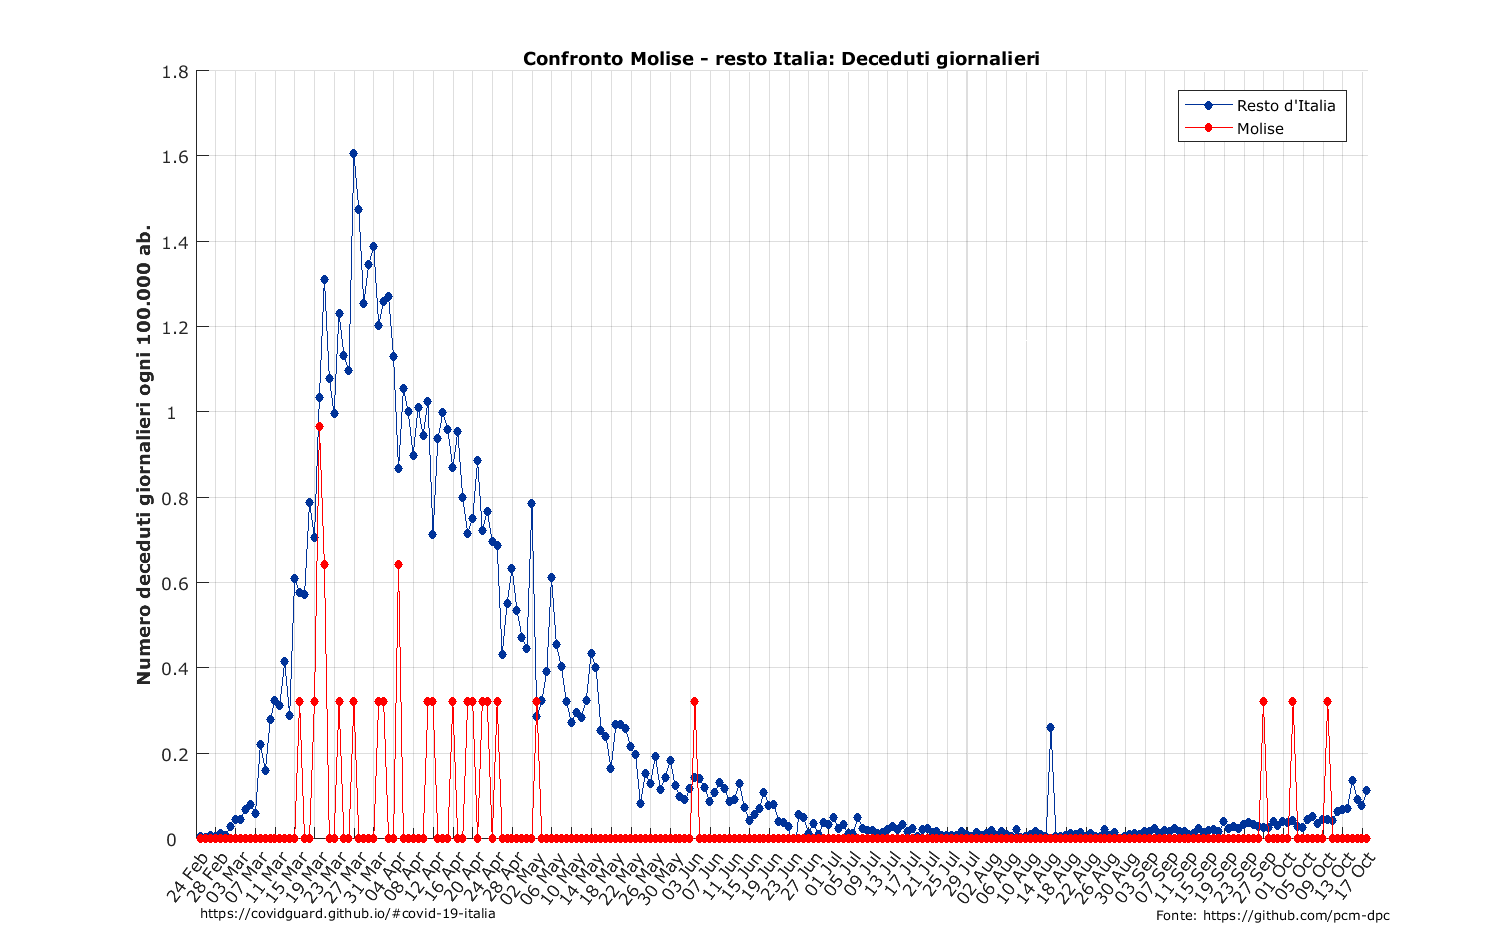 Confronto Molise - resto Italia: Deceduti giornalieri
Numero deceduti giornalieri ogni 100.000 ab.
1.8
1.6
1.4
1.2
1
0.8
0.6
0.4
0.2
0
Resto d'Italia
Molise
24 Feb
28 Feb
03 Mar
07 Mar
11 Mar
15 Mar
19 Mar
23 Mar
27 Mar
31 Mar
04 Apr
08 Apr
12 Apr
16 Apr
20 Apr
24 Apr
28 Apr
02 May
06 May
10 May
14 May
18 May
22 May
26 May
30 May
03 Jun
07 Jun
11 Jun
15 Jun
19 Jun
23 Jun
27 Jun
01 Jul
05 Jul
09 Jul
13 Jul
17 Jul
21 Jul
25 Jul
29 Jul
02 Aug
06 Aug
10 Aug
14 Aug
18 Aug
22 Aug
26 Aug
30 Aug
03 Sep
07 Sep
11 Sep
15 Sep
19 Sep
23 Sep
27 Sep
01 Oct
05 Oct
09 Oct
13 Oct
17 Oct
https://covidguard.github.io/#covid-19-italia
Fonte: https://github.com/pcm-dpc